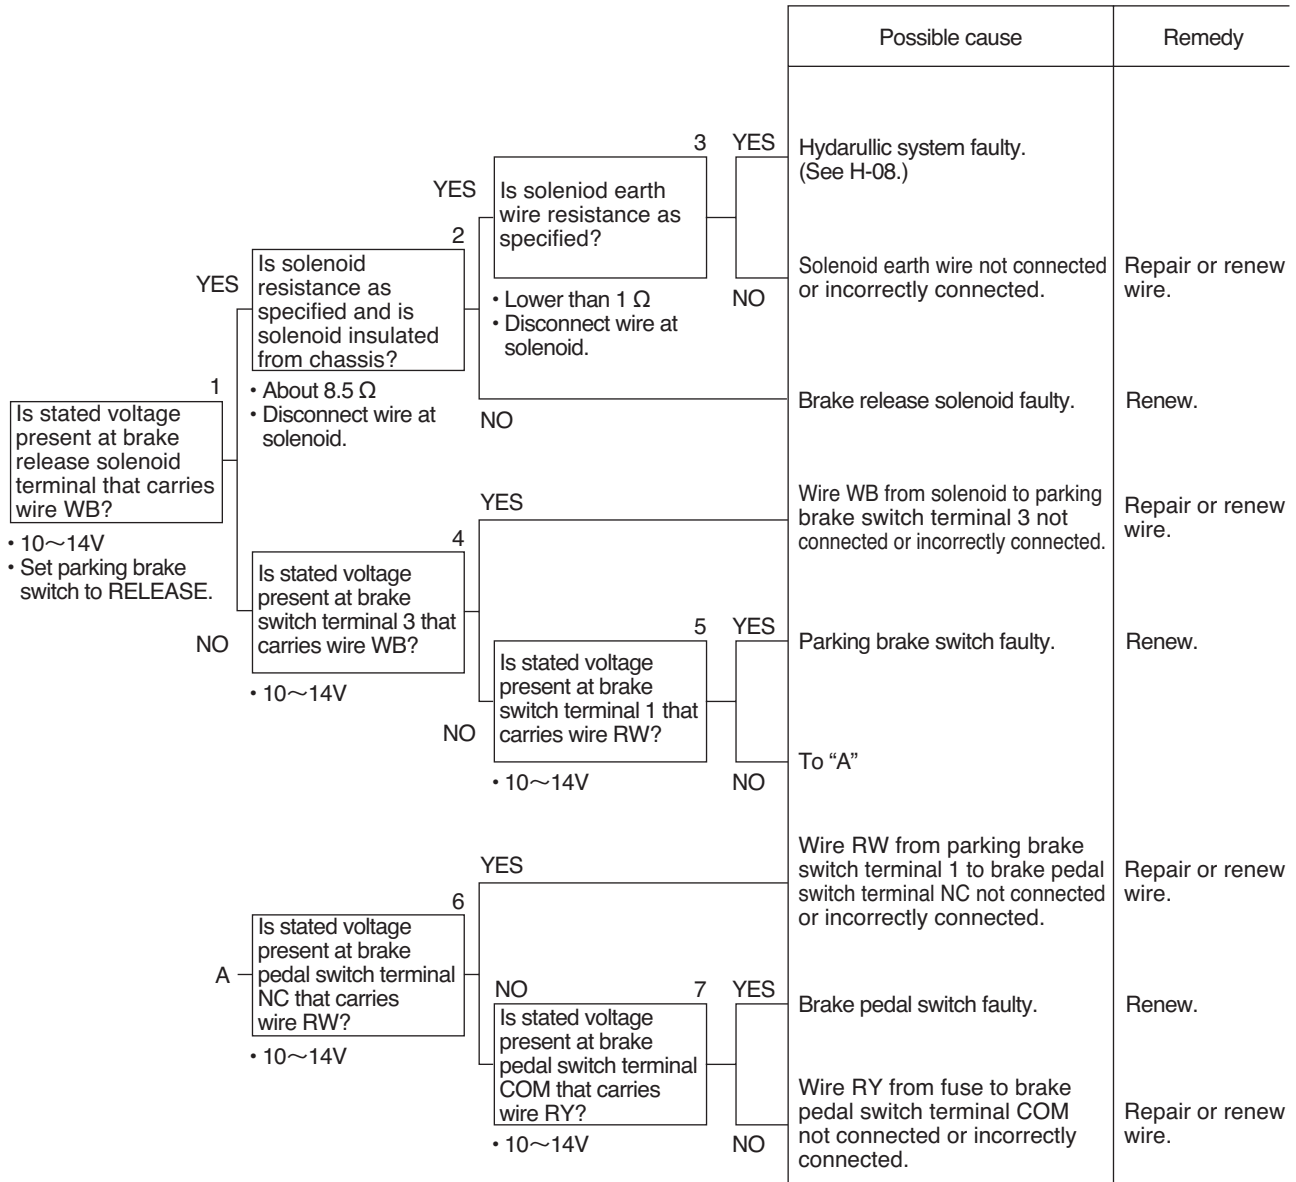 Possible cause
Remedy
3
YES
Hydarullic system faulty.
(See H-08.)
YES
Is soleniod earth
wire resistance as
specified?
2
YES
Is solenoid
resistance as
specified and is
solenoid insulated
from chassis?
NO
Solenoid earth wire not connected
or incorrectly connected.
Repair or renew
wire.
• Lower than 1 Ω
• Disconnect wire at
solenoid.
1
• About 8.5 Ω
• Disconnect wire at
solenoid.
NO
Brake release solenoid faulty.
Renew.
Is stated voltage
present at brake
release solenoid
terminal that carries
wire WB?
• 10～14V
• Set parking brake
switch to RELEASE.
YES
Wire WB from solenoid to parking
brake switch terminal 3 not
connected or incorrectly connected.
Repair or renew
wire.
4
NO
Is stated voltage
present at brake
switch terminal 3 that
carries wire WB?
• 10～14V
5
YES
Parking brake switch faulty.
Renew.
NO
Is stated voltage
present at brake
switch terminal 1 that
carries wire RW?
• 10～14V
NO
To “A”
YES
Wire RW from parking brake
switch terminal 1 to brake pedal
switch terminal NC not connected
or incorrectly connected.
Repair or renew
wire.
6
A
Is stated voltage
present at brake
pedal switch terminal
NC that carries
wire RW?
• 10～14V
NO
7
YES
Brake pedal switch faulty.
Renew.
Is stated voltage
present at brake
pedal switch terminal
COM that carries
wire RY?
• 10～14V
NO
Wire RY from fuse to brake
pedal switch terminal COM
not connected or incorrectly
connected.
Repair or renew
wire.